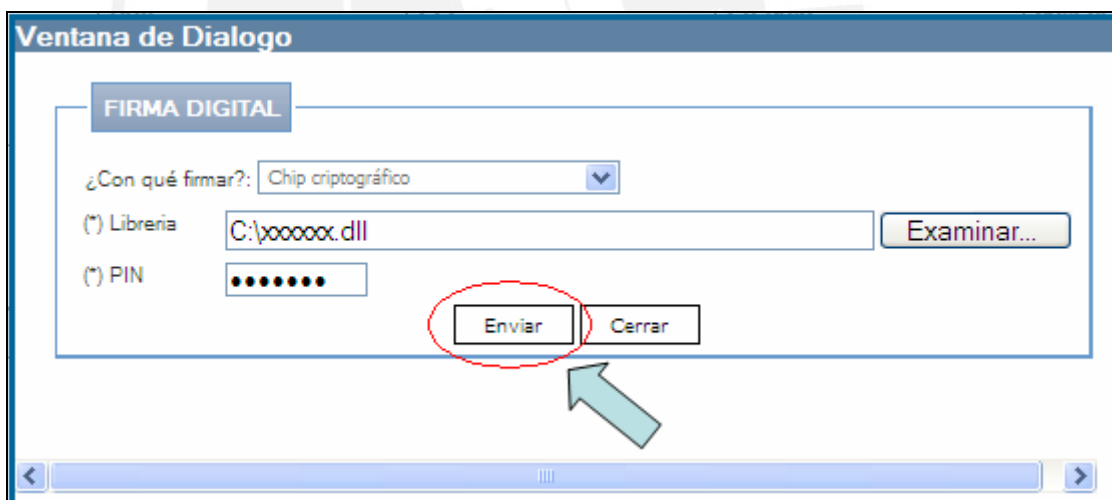 Ventana de Dialogo
FIRMA DIGITAL
¿Con qué firmar?: Chip criptográfico
(*) Libreria C:\xxxxxx.dll Examinar...
(*) PIN •••••••
Enviar Cerrar